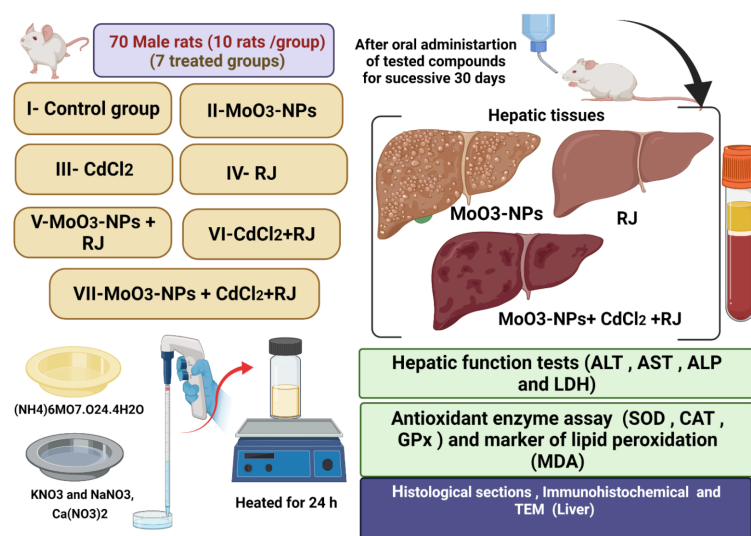 70 Male rats (10 rats /group)
(7 treated groups)
I- Control group
II-MoO3-NPs
III- CdCl2
IV- RJ
V-MoO3-NPs +
RJ
VI-CdCl2+RJ
VII-MoO3-NPs + CdCl2+RJ
(NH4)6MO7.O24.4H2O
KNO3 and NaNO3,
Ca(NO3)2
Heated for 24 h
After oral administartion
of tested compounds
for sucessive 30 days
Hepatic tissues
MoO3-NPs
RJ
MoO3-NPs+ CdCl2 +RJ
Hepatic function tests (ALT , AST , ALP
and LDH)
Antioxidant enzyme assay (SOD , CAT ,
GPx ) and marker of lipid peroxidation
(MDA)
Histological sections , Immunohistochemical and
TEM (Liver)